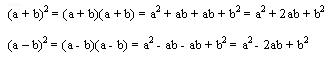 (a + b)² = (a + b)(a + b) = a² + ab + ab + b² = a² + 2ab + b²
(a – b)² = (a - b)(a - b) = a² - ab - ab + b² = a² - 2ab + b²